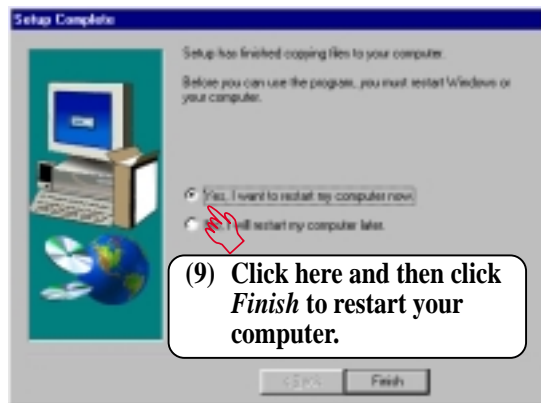 Setup Complete
Setup has finished copying files to your computer.
Before you can use the program, you must restart Windows or
your computer.
Yes, I want to restart my computer now.
I will restart my computer later.
(9) Click here and then click
Finish to restart your
computer.
< Back
Finish